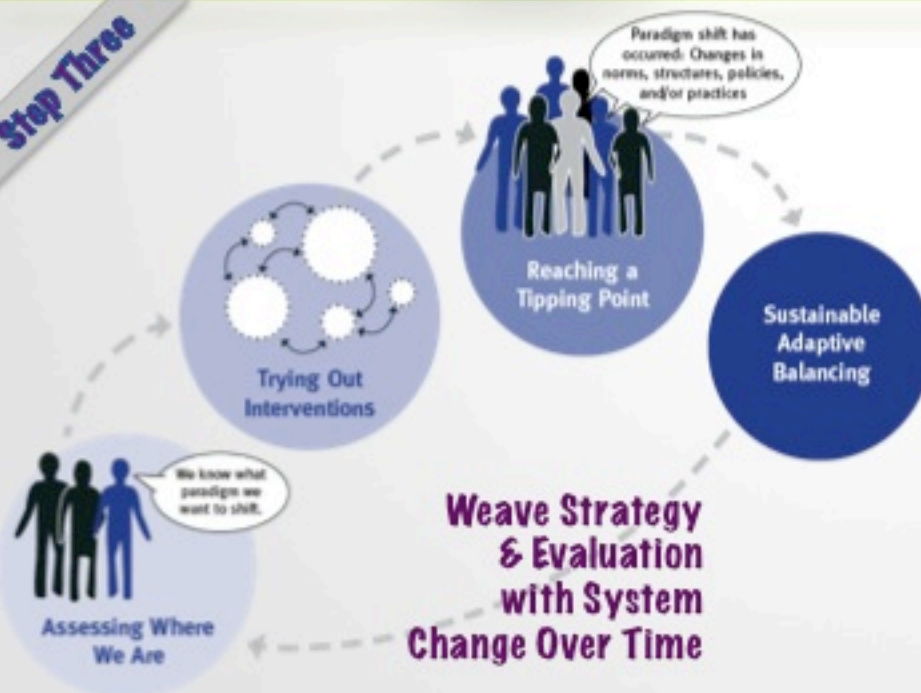 Step Three
Paradigm shift has
occurred: Changes in
norms, structures, policies,
and/or practices
Reaching a
Tipping Point
Trying Out
Interventions
Sustainable
Adaptive
Balancing
We know what
paradigm we
want to shift.
Assessing Where
We Are
Weave Strategy
& Evaluation
with System
Change Over Time